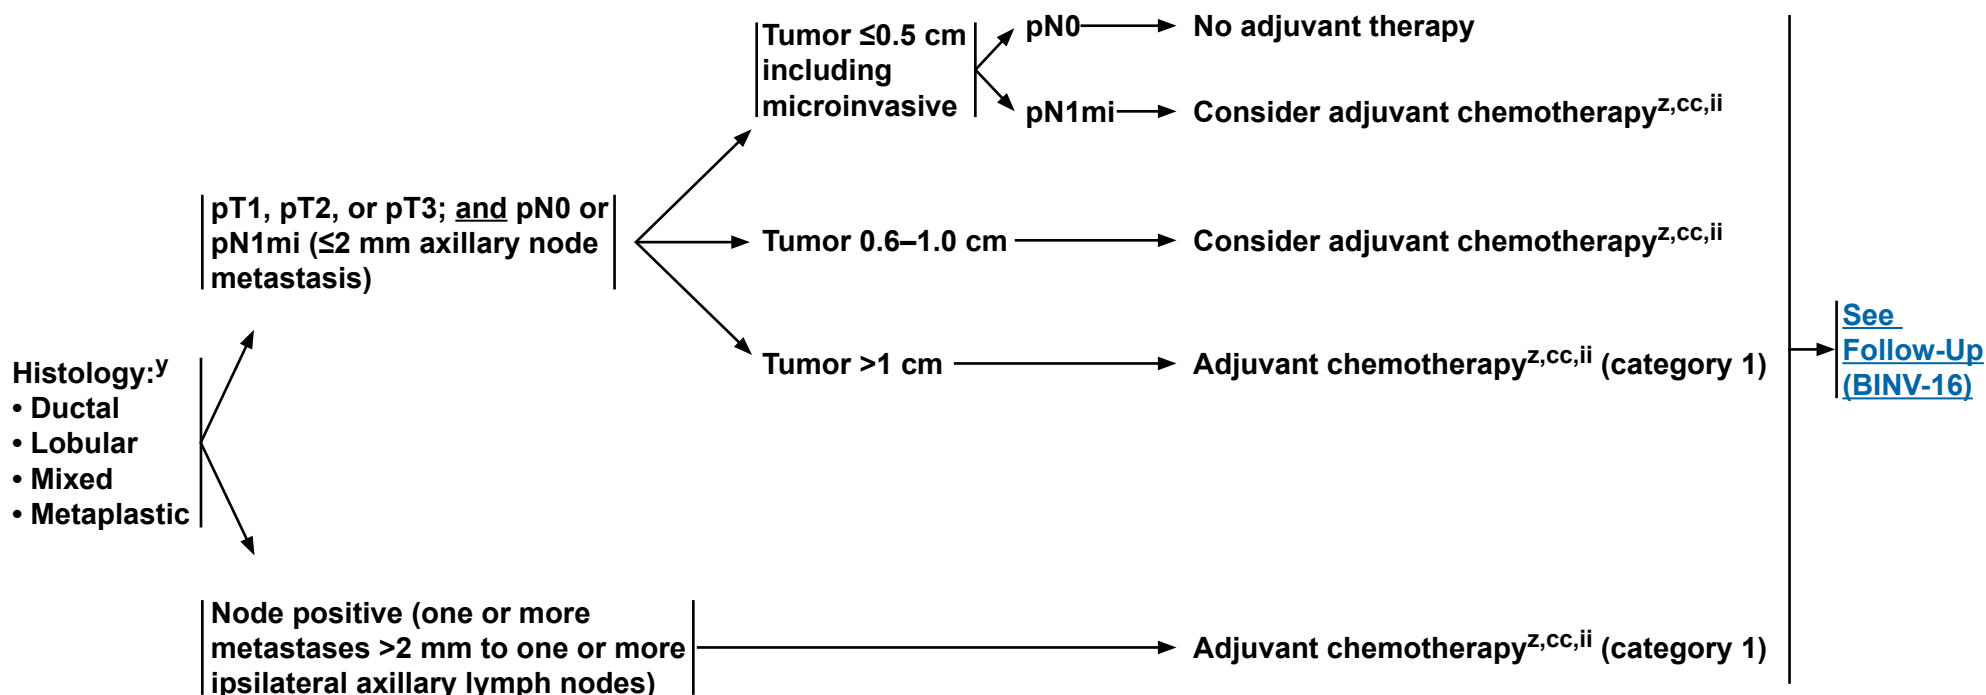 Histology:y
• Ductal
• Lobular
• Mixed
• Metaplastic
pT1, pT2, or pT3; and pN0 or
pN1mi (≤2 mm axillary node
metastasis)
Tumor ≤0.5 cm
including
microinvasive
pN0
No adjuvant therapy
pN1mi
Consider adjuvant chemotherapyz,cc,ii
Tumor 0.6–1.0 cm
Consider adjuvant chemotherapyz,cc,ii
Tumor >1 cm
Adjuvant chemotherapyz,cc,ii (category 1)
Node positive (one or more
metastases >2 mm to one or more
ipsilateral axillary lymph nodes)
Adjuvant chemotherapyz,cc,ii (category 1)
See
Follow-Up
(BINV-16)